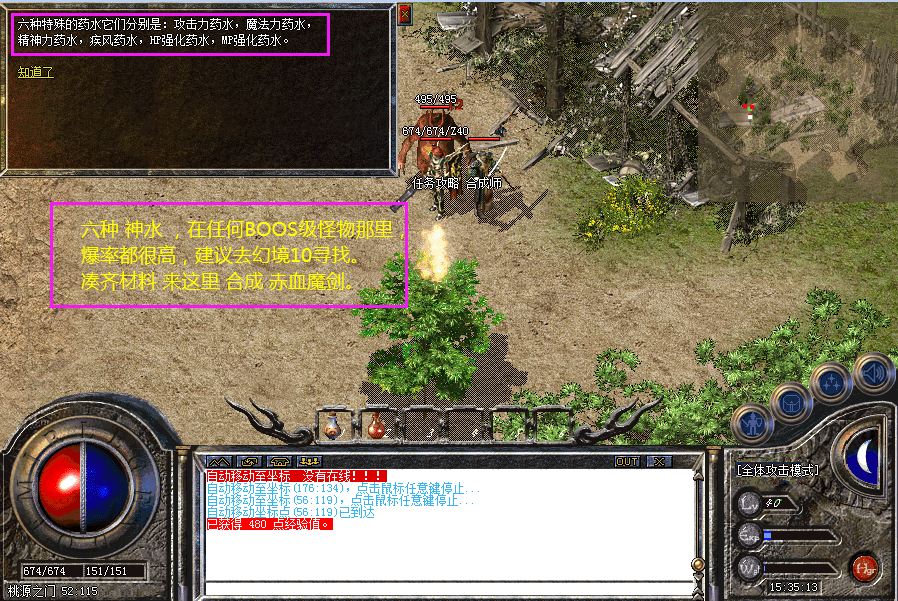 六种特殊的药水它们分别是：攻击力药水，魔法力药水，
精神力药水，疾风药水，HP强化药水，MP强化药水。
知道了
495/495
674/674/Z40
任务攻略 合成师
六种 神水 ，在任何BOOS级怪物那里，
爆率都很高，建议去幻境10寻找。
凑齐材料 来这里 合成 赤血魔剑。
OUT
自动移动至坐标 没有在线！！！
自动移动至坐标(176:134)，点击鼠标任意键停止...
自动移动至坐标(56:119)，点击鼠标任意键停止...
自动移动坐标点(56:119)已到达
已获得 480 点经验值。
[全体攻击模式]
Lv 40
Exp
Wt
Hgr
674/674 151/151
桃源之门 52:115
15:35:13